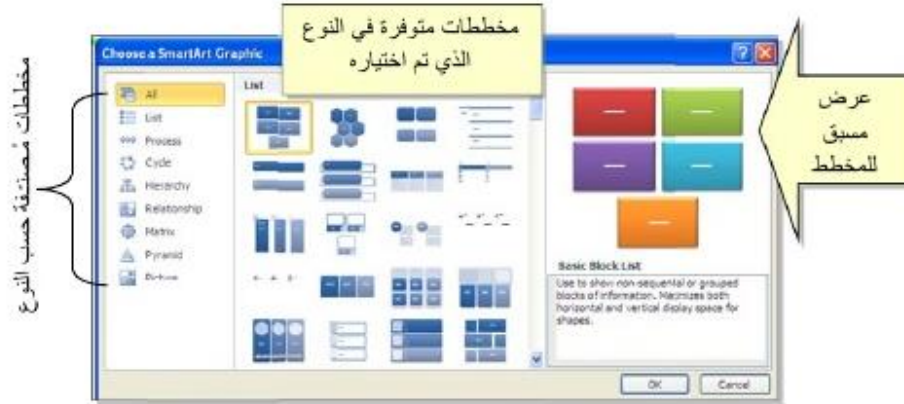 مخططات متوفرة في النوع
الذي تم اختياره
Choose a SmartArt Graphic
عرض
مسبق
للمخطط
مخططات مصنفة حسب النوع
All
List
Process
Cycle
Hierarchy
Relationship
Matrix
Pyramid
Picture
List
Basic Block List
Use to show non-sequential or grouped
blocks of information. Maximizes both
horizontal and vertical display space for
shapes.
OK
Cancel